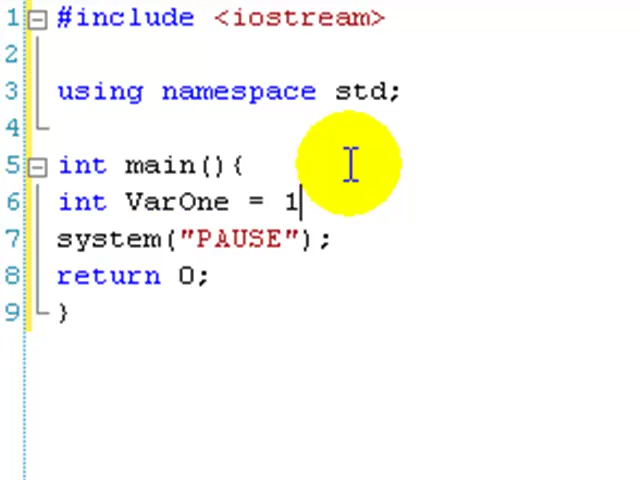 1 #include <iostream>
2
3 using namespace std;
4
5 int main(){
6 int VarOne = 1
7 system("PAUSE");
8 return 0;
9 }